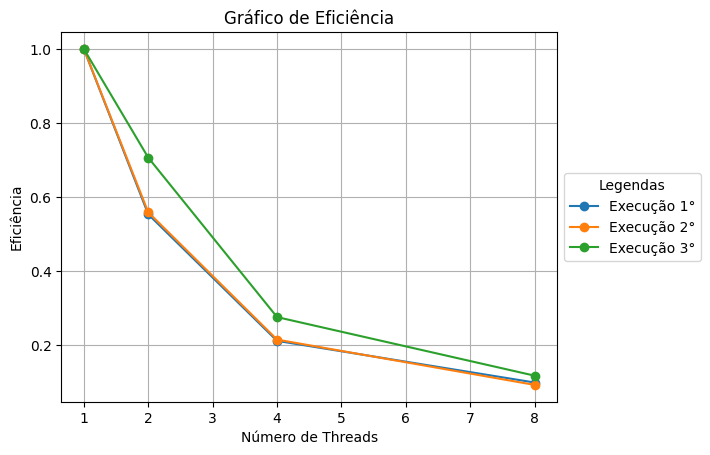 Gráfico de Eficiência
1.0
0.8
0.6
0.4
0.2
Eficiência
1 2 3 4 5 6 7 8
Número de Threads
Legendas
Execução 1°
Execução 2°
Execução 3°